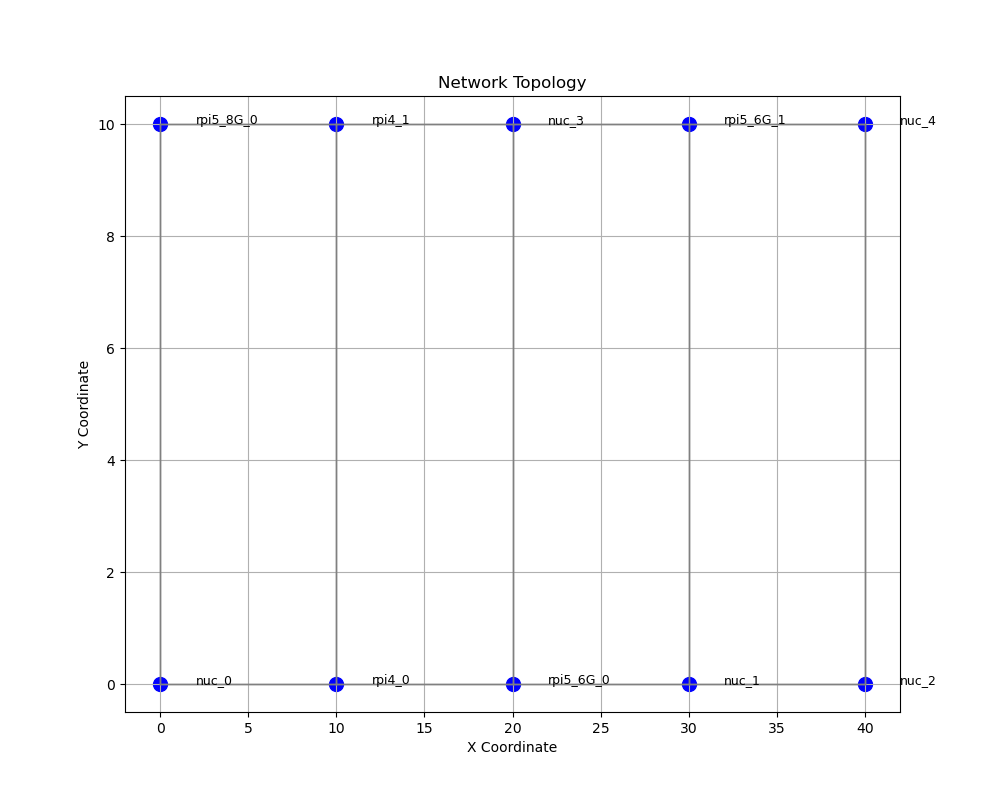 Network Topology
10
rpi5_8G_0
rpi4_1
nuc_3
rpi5_6G_1
nuc_4
8
6
Y Coordinate
4
2
0
nuc_0
rpi4_0
rpi5_6G_0
nuc_1
nuc_2
0 5 10 15 20 25 30 35 40
X Coordinate